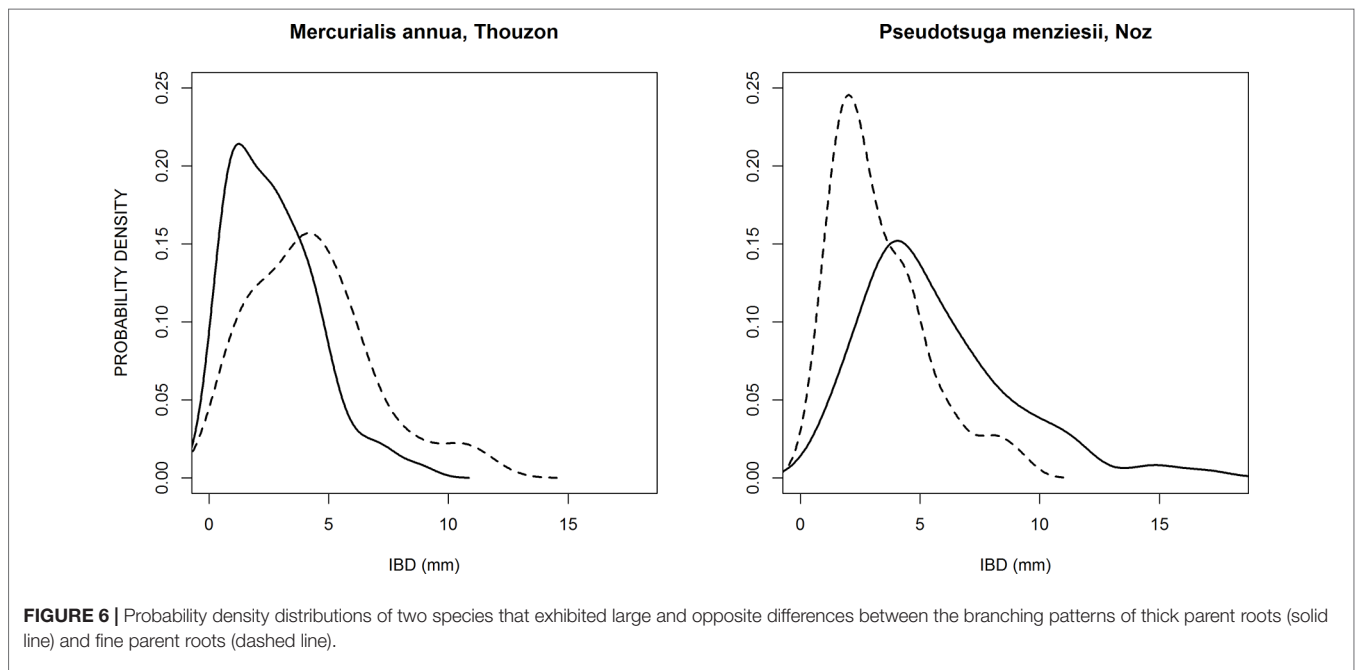 Mercurialis annua, Thouzon
Pseudotsuga menziesii, Noz
PROBABILITY DENSITY
0.25
0.20
0.15
0.10
0.05
0.00
0 5 10 15
IBD (mm)
0.25
0.20
0.15
0.10
0.05
0.00
0 5 10 15
IBD (mm)
FIGURE 6 | Probability density distributions of two species that exhibited large and opposite differences between the branching patterns of thick parent roots (solid
line) and fine parent roots (dashed line).